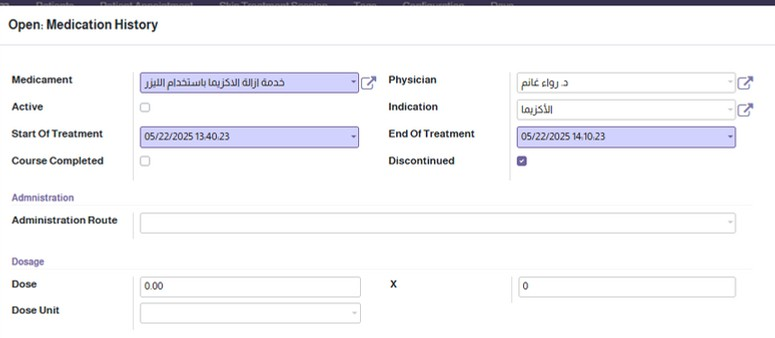 Open: Medication History
Medicament خدمة ازالة الاكزيما باستخدام الليزر Physician د. رواء غانم
Active Indication الأكزيما
Start Of Treatment 05/22/2025 13.40.23 End Of Treatment 05/22/2025 14.10.23
Course Completed Discontinued
Admnistration
Administration Route
Dosage
Dose 0.00 X 0
Dose Unit